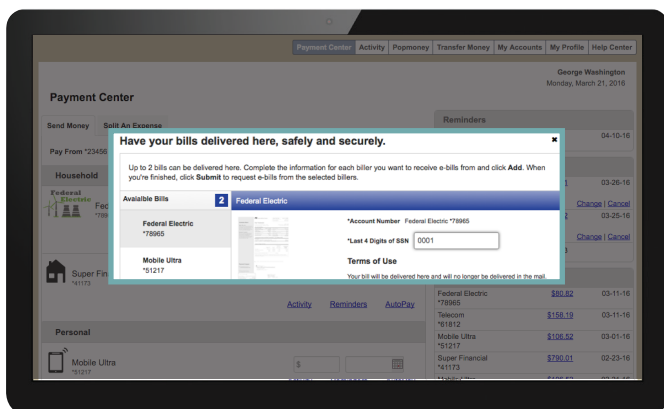 Payment Center Activity Popmoney Transfer Money My Accounts My Profile Help Center
George Washington
Monday, March 21, 2016
Payment Center
Send Money Split An Expense
Reminders
04-10-16
Pay From *23456
Have your bills delivered here, safely and securely.
Up to 2 bills can be delivered here. Complete the information for each biller you want to receive e-bills from and click Add. When
you're finished, click Submit to request e-bills from the selected billers.
Avalaible Bills 2
Federal Electric
Federal Electric
*78965
Mobile Ultra
*51217
*Account Number Federal Electric *78965
*Last 4 Digits of SSN 0001
Terms of Use
Your bill will be delivered here and will no longer be delivered in the mail.
Household
Federal
Electric
Fed
*789
03-26-16
Change | Cancel
03-25-16
Change | Cancel
Super Fin
*41173
Activity Reminders AutoPay
Federal Electric $80.82 03-11-16
*78965
Telecom $156.19 03-11-16
*61812
Mobile Ultra $106.52 03-01-16
*51217
Super Financial $790.01 02-23-16
*41173
Personal
Mobile Ultra
*51217
$